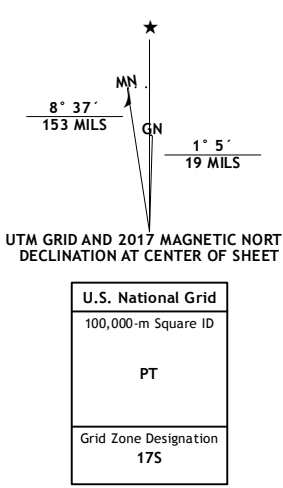 ★
MN
8° 37´
153 MILS
GN
1° 5´
19 MILS
UTM GRID AND 2017 MAGNETIC NORT
DECLINATION AT CENTER OF SHEET
U.S. National Grid
100,000-m Square ID
PT
Grid Zone Designation
17S